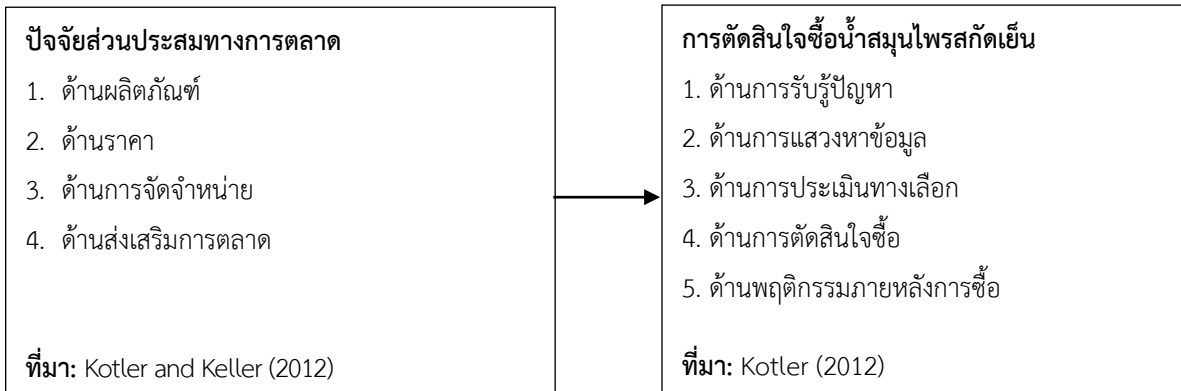 ปัจจัยส่วนประสมทางการตลาด
1. ด้านผลิตภัณฑ์
2. ด้านราคา
3. ด้านการจัดจำหน่าย
4. ด้านส่งเสริมการตลาด
ที่มา: Kotler and Keller (2012)
การตัดสินใจซื้อน้ำสมุนไพรสกัดเย็น
1. ด้านการรับรู้ปัญหา
2. ด้านการแสวงหาข้อมูล
3. ด้านการประเมินทางเลือก
4. ด้านการตัดสินใจซื้อ
5. ด้านพฤติกรรมภายหลังการซื้อ
ที่มา: Kotler (2012)